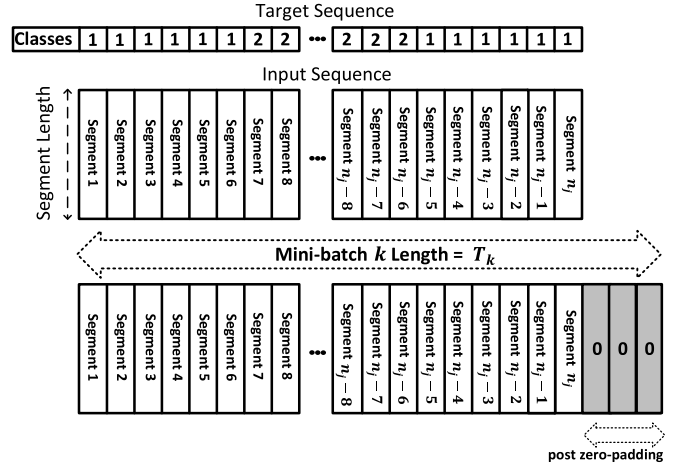 Target Sequence
Classes 1 1 1 1 1 1 2 2 ••• 2 2 2 1 1 1 1 1 1
Input Sequence
Segment Length
Segment 1
Segment 2
Segment 3
Segment 4
Segment 5
Segment 6
Segment 7
Segment 8
•••
Segment n_j − 8
Segment n_j − 7
Segment n_j − 6
Segment n_j − 5
Segment n_j − 4
Segment n_j − 3
Segment n_j − 2
Segment n_j − 1
Segment n_j
Mini-batch k Length = T_k
Segment 1
Segment 2
Segment 3
Segment 4
Segment 5
Segment 6
Segment 7
Segment 8
•••
Segment n_j − 8
Segment n_j − 7
Segment n_j − 6
Segment n_j − 5
Segment n_j − 4
Segment n_j − 3
Segment n_j − 2
Segment n_j − 1
Segment n_j
0 0 0
post zero-padding